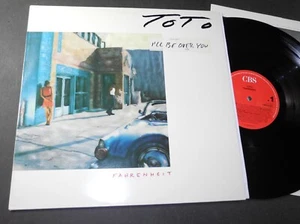 TOTO
I'LL BE OVER YOU
FAHRENHEIT
CBS